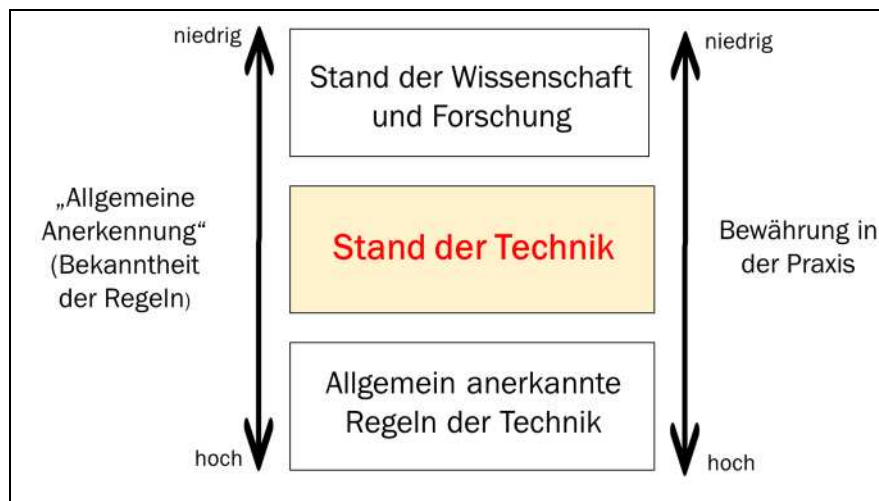 niedrig
niedrig
Stand der Wissenschaft
und Forschung
„Allgemeine
Anerkennung“
(Bekanntheit
der Regeln)
Stand der Technik
Bewährung in
der Praxis
Allgemein anerkannte
Regeln der Technik
hoch
hoch